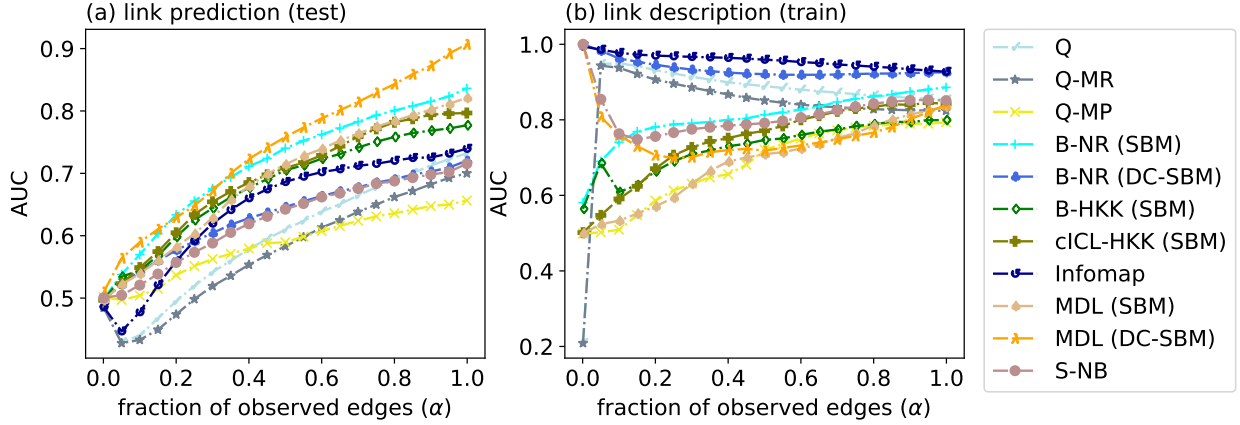 (a) link prediction (test)
AUC
0.9
0.8
0.7
0.6
0.5
0.0 0.2 0.4 0.6 0.8 1.0
fraction of observed edges (α)
(b) link description (train)
AUC
1.0
0.8
0.6
0.4
0.2
0.0 0.2 0.4 0.6 0.8 1.0
fraction of observed edges (α)
Q
Q-MR
Q-MP
B-NR (SBM)
B-NR (DC-SBM)
B-HKK (SBM)
cICL-HKK (SBM)
Infomap
MDL (SBM)
MDL (DC-SBM)
S-NB